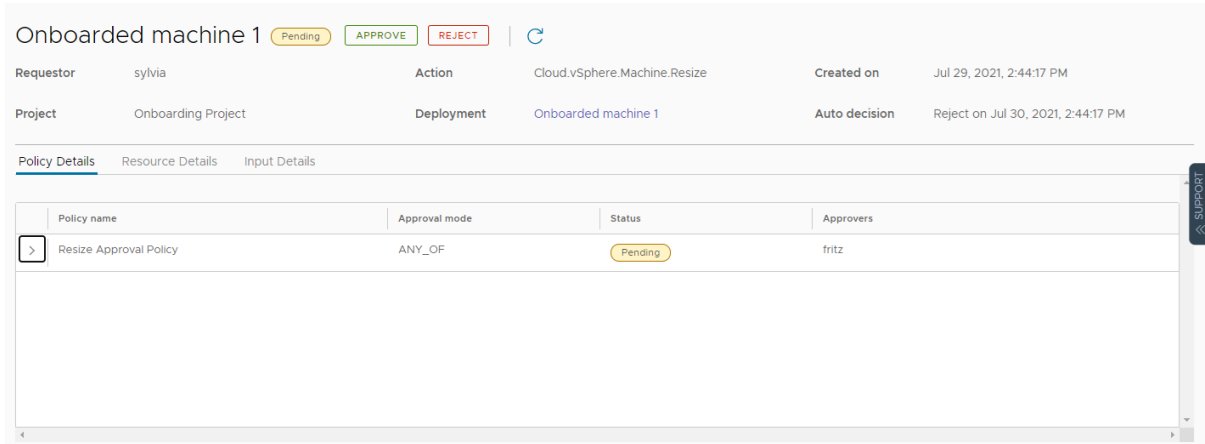 Onboarded machine 1 Pending APPROVE REJECT
Requestor sylvia Action Cloud.vSphere.Machine.Resize Created on Jul 29, 2021, 2:44:17 PM
Project Onboarding Project Deployment Onboarded machine 1 Auto decision Reject on Jul 30, 2021, 2:44:17 PM
Policy Details Resource Details Input Details
Policy name Approval mode Status Approvers
Resize Approval Policy ANY_OF Pending fritz
SUPPORT